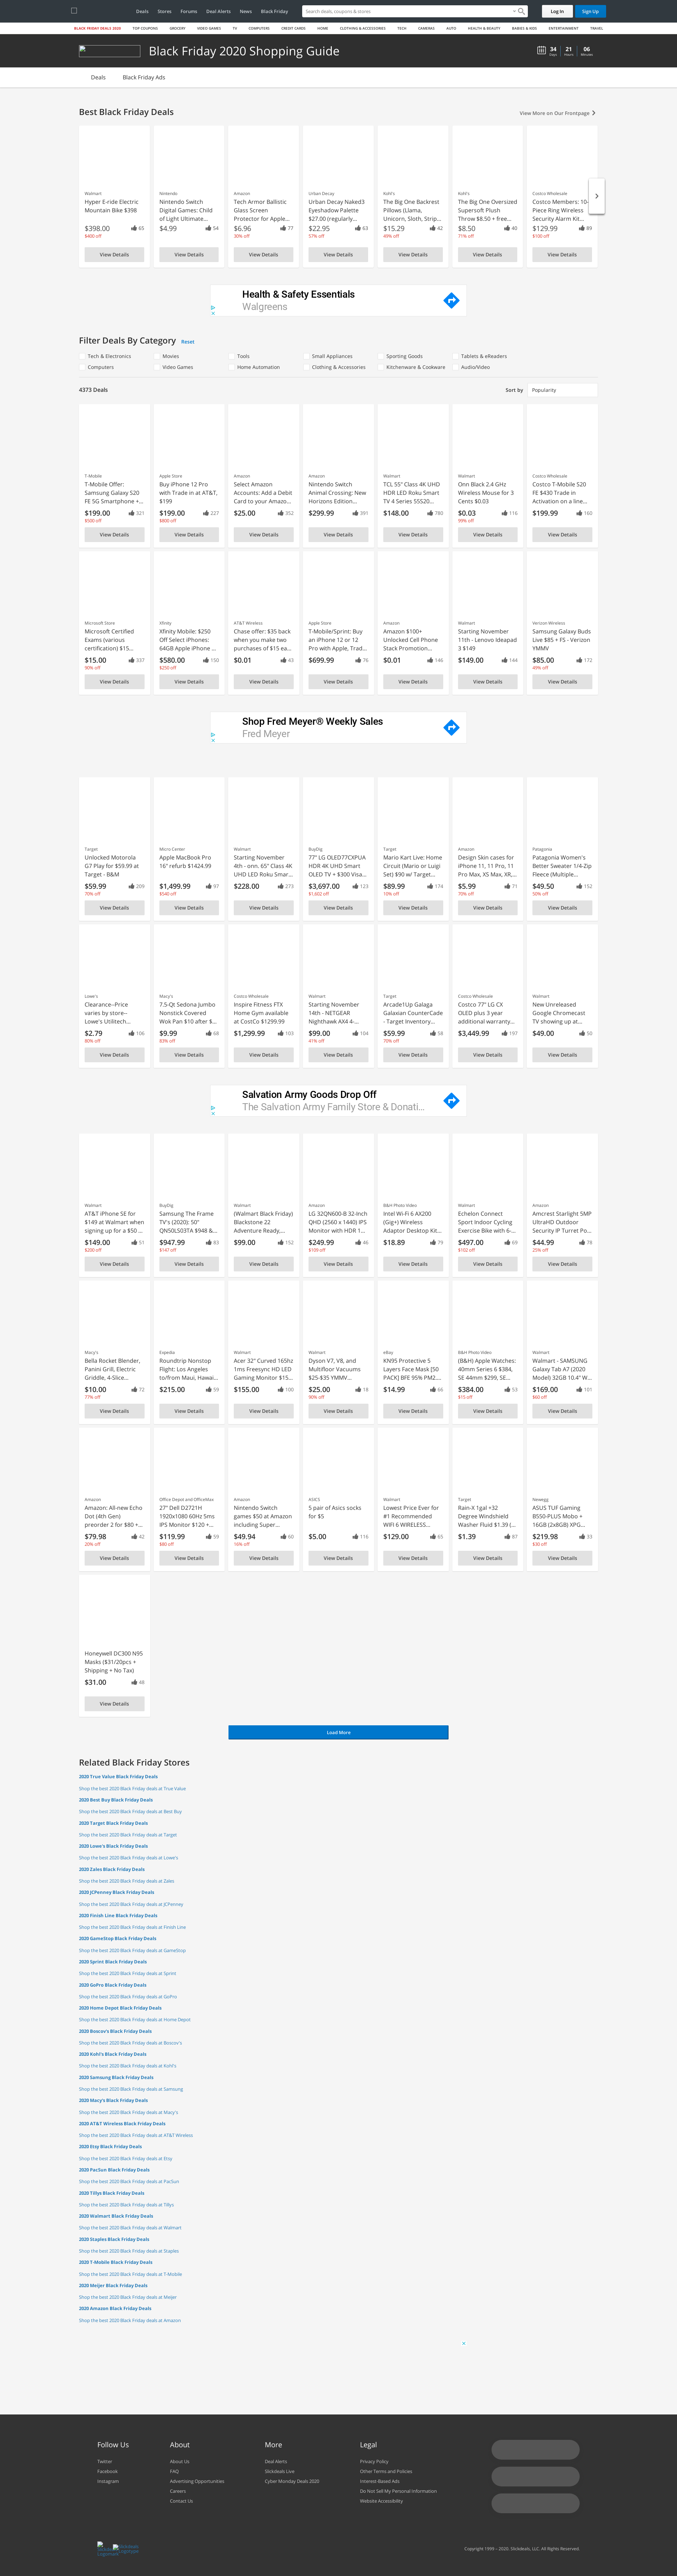 Deals
Stores
Forums
Deal Alerts
News
Black Friday
Search deals, coupons & stores
Log In
Sign Up
BLACK FRIDAY DEALS 2020
TOP COUPONS
GROCERY
VIDEO GAMES
TV
COMPUTERS
CREDIT CARDS
HOME
CLOTHING & ACCESSORIES
TECH
CAMERAS
AUTO
HEALTH & BEAUTY
BABIES & KIDS
ENTERTAINMENT
TRAVEL
Black Friday 2020 Shopping Guide
34 Days
21 Hours
06 Minutes
Deals
Black Friday Ads
Best Black Friday Deals
View More on Our Frontpage
Walmart
Hyper E-ride Electric
Mountain Bike $398
$398.00
65
$400 off
View Details
Nintendo
Nintendo Switch
Digital Games: Child
of Light Ultimate...
$4.99
54
View Details
Amazon
Tech Armor Ballistic
Glass Screen
Protector for Apple...
$6.96
77
30% off
View Details
Urban Decay
Urban Decay Naked3
Eyeshadow Palette
$27.00 (regularly...
$22.95
63
57% off
View Details
Kohl's
The Big One Resort
Pillows (Llama,
Unicorn, Sloth, Strip...
$15.29
42
49% off
View Details
Kohl's
The Big One Oversized
Supersoft Plush
Throw $8.50 + free...
$8.50
40
71% off
View Details
Costco Wholesale
Costco Members: 10-
Piece Ring Wireless
Security Alarm Kit...
$129.99
89
$100 off
View Details
Health & Safety Essentials
Walgreens
Filter Deals By Category
Reset
Tech & Electronics
Movies
Tools
Small Appliances
Sporting Goods
Tablets & eReaders
Computers
Video Games
Home Automation
Clothing & Accessories
Kitchenware & Cookware
Audio/Video
4373 Deals
Sort by
Popularity
T-Mobile
T-Mobile Offer:
Samsung Galaxy S20
FE 5G Smartphone +...
$199.00
321
$500 off
View Details
Apple Store
Buy iPhone 12 Pro
with Trade in at AT&T,
$199
$199.00
227
$800 off
View Details
Amazon
Select Amazon
Accounts: Add a Debit
Card to your Amazo...
$25.00
352
View Details
Amazon
Nintendo Switch
Animal Crossing: New
Horizons Edition...
$299.99
391
View Details
Walmart
TCL 55" Class 4K UHD
HDR LED Roku Smart
TV 4 Series 55S20...
$148.00
780
View Details
Walmart
Onn Black 2.4 GHz
Wireless Mouse for 3
Cents $0.03
$0.03
116
99% off
View Details
Costco Wholesale
Costco T-Mobile S20
FE $430 Trade in
Activation on a line...
$199.99
160
View Details
Microsoft Store
Microsoft Certified
Exams (various
certification) $15...
$15.00
337
90% off
View Details
Xfinity
Xfinity Mobile: $250
Off Select iPhones:
64GB Apple iPhone ...
$580.00
150
$250 off
View Details
AT&T Wireless
Chase offer: $35 back
when you make two
purchases of $15 ea...
$0.01
43
View Details
Apple Store
T-Mobile/Sprint: Buy
an iPhone 12 or 12
Pro with Apple, Trad...
$699.99
76
View Details
Amazon
Amazon $100+
Unlocked Cell Phone
Stack Promotion...
$0.01
146
View Details
Walmart
Starting November
11th - Lenovo Ideapad
3 $149
$149.00
144
View Details
Verizon Wireless
Samsung Galaxy Buds
Live $85 + FS - Verizon
YMMV
$85.00
172
49% off
View Details
Shop Fred Meyer® Weekly Sales
Fred Meyer
Target
Unlocked Motorola
G7 Play for $59.99 at
Target - B&M
$59.99
209
70% off
View Details
Micro Center
Apple MacBook Pro
16" refurb $1424.99
$1,499.99
97
$540 off
View Details
Walmart
Starting November
4th - onn. 65" Class 4K
UHD LED Roku Smar...
$228.00
273
View Details
BuyDig
77" LG OLED77CXPUA
HDR 4K UHD Smart
OLED TV + $300 Visa...
$3,697.00
123
$1,602 off
View Details
Target
Mario Kart Live: Home
Circuit (Mario or Luigi
Set) $90 w/ Target...
$89.99
174
10% off
View Details
Amazon
Design Skin cases for
iPhone 11, 11 Pro, 11
Pro Max, XS Max, XR,...
$5.99
71
70% off
View Details
Patagonia
Patagonia Women's
Better Sweater 1/4-Zip
Fleece (Multiple...
$49.50
152
50% off
View Details
Lowe's
Clearance--Price
varies by store--
Lowe's Utilitech...
$2.79
106
80% off
View Details
Macy's
7.5-Qt Sedona Jumbo
Nonstick Covered
Wok Pan $10 after $...
$9.99
68
83% off
View Details
Costco Wholesale
Inspire Fitness FTX
Home Gym available
at CostCo $1299.99
$1,299.99
103
View Details
Walmart
Starting November
14th - NETGEAR
Nighthawk AX4 4-...
$99.00
104
41% off
View Details
Target
Arcade1Up Galaga
Galaxian CounterCade
- Target Inventory...
$59.99
58
70% off
View Details
Costco Wholesale
Costco 77" LG CX
OLED plus 3 year
additional warranty...
$3,449.99
197
View Details
Walmart
New Unreleased
Google Chromecast
TV showing up at...
$49.00
50
View Details
Salvation Army Goods Drop Off
The Salvation Army Family Store & Donati...
Walmart
AT&T iPhone SE for
$149 at Walmart when
signing up for a $50 ...
$149.00
51
$200 off
View Details
BuyDig
Samsung The Frame
TV's (2020): 50"
QN50LS03TA $948 &...
$947.99
83
$147 off
View Details
Walmart
(Walmart Black Friday)
Blackstone 22
Adventure Ready,...
$99.00
152
View Details
Amazon
LG 32QN600-B 32-Inch
QHD (2560 x 1440) IPS
Monitor with HDR 1...
$249.99
46
$109 off
View Details
B&H Photo Video
Intel Wi-Fi 6 AX200
(Gig+) Wireless
Adaptor Desktop Kit...
$18.89
79
View Details
Walmart
Echelon Connect
Sport Indoor Cycling
Exercise Bike with 6-...
$497.00
69
$102 off
View Details
Amazon
Amcrest Starlight 5MP
UltraHD Outdoor
Security IP Turret Po...
$44.99
78
25% off
View Details
Macy's
Bella Rocket Blender,
Panini Grill, Electric
Griddle, 4-Slice...
$10.00
72
77% off
View Details
Expedia
Roundtrip Nonstop
Flight: Los Angeles
to/from Maui, Hawai...
$215.00
59
View Details
Walmart
Acer 32" Curved 165hz
1ms Freesync HD LED
Gaming Monitor $15...
$155.00
100
View Details
Walmart
Dyson V7, V8, and
Multifloor Vacuums
$25-$35 YMMV...
$25.00
18
90% off
View Details
eBay
KN95 Protective 5
Layers Face Mask [50
PACK] BFE 95% PM2....
$14.99
66
View Details
B&H Photo Video
(B&H) Apple Watches:
40mm Series 6 $384,
SE 44mm $299, SE...
$384.00
53
$15 off
View Details
Walmart
Walmart - SAMSUNG
Galaxy Tab A7 (2020
Model) 32GB 10.4" W...
$169.00
101
$60 off
View Details
Amazon
Amazon: All-new Echo
Dot (4th Gen)
preorder 2 for $80 +...
$79.98
42
20% off
View Details
Office Depot and OfficeMax
27" Dell D2721H
1920x1080 60Hz 5ms
IPS Monitor $120 +...
$119.99
59
$80 off
View Details
Amazon
Nintendo Switch
games $50 at Amazon
including Super...
$49.94
60
16% off
View Details
ASICS
5 pair of Asics socks
for $5
$5.00
116
View Details
Walmart
Lowest Price Ever for
#1 Recommended
WIFI 6 WIRELESS...
$129.00
65
View Details
Target
Rain-X 1gal +32
Degree Windshield
Washer Fluid $1.39 (...
$1.39
87
View Details
Newegg
ASUS TUF Gaming
B550-PLUS Mobo +
16GB (2x8GB) XPG...
$219.98
33
$30 off
View Details
Honeywell DC300 N95
Masks ($31/20pcs +
Shipping + No Tax)
$31.00
48
View Details
Load More
Related Black Friday Stores
2020 True Value Black Friday Deals
Shop the best 2020 Black Friday deals at True Value
2020 Best Buy Black Friday Deals
Shop the best 2020 Black Friday deals at Best Buy
2020 Target Black Friday Deals
Shop the best 2020 Black Friday deals at Target
2020 Lowe's Black Friday Deals
Shop the best 2020 Black Friday deals at Lowe's
2020 Zales Black Friday Deals
Shop the best 2020 Black Friday deals at Zales
2020 JCPenney Black Friday Deals
Shop the best 2020 Black Friday deals at JCPenney
2020 Finish Line Black Friday Deals
Shop the best 2020 Black Friday deals at Finish Line
2020 GameStop Black Friday Deals
Shop the best 2020 Black Friday deals at GameStop
2020 Sprint Black Friday Deals
Shop the best 2020 Black Friday deals at Sprint
2020 GoPro Black Friday Deals
Shop the best 2020 Black Friday deals at GoPro
2020 Home Depot Black Friday Deals
Shop the best 2020 Black Friday deals at Home Depot
2020 Boscov's Black Friday Deals
Shop the best 2020 Black Friday deals at Boscov's
2020 Kohl's Black Friday Deals
Shop the best 2020 Black Friday deals at Kohl's
2020 Samsung Black Friday Deals
Shop the best 2020 Black Friday deals at Samsung
2020 Macy's Black Friday Deals
Shop the best 2020 Black Friday deals at Macy's
2020 AT&T Wireless Black Friday Deals
Shop the best 2020 Black Friday deals at AT&T Wireless
2020 Etsy Black Friday Deals
Shop the best 2020 Black Friday deals at Etsy
2020 PacSun Black Friday Deals
Shop the best 2020 Black Friday deals at PacSun
2020 Tillys Black Friday Deals
Shop the best 2020 Black Friday deals at Tillys
2020 Walmart Black Friday Deals
Shop the best 2020 Black Friday deals at Walmart
2020 Staples Black Friday Deals
Shop the best 2020 Black Friday deals at Staples
2020 T-Mobile Black Friday Deals
Shop the best 2020 Black Friday deals at T-Mobile
2020 Meijer Black Friday Deals
Shop the best 2020 Black Friday deals at Meijer
2020 Amazon Black Friday Deals
Shop the best 2020 Black Friday deals at Amazon
Follow Us
Twitter
Facebook
Instagram
About
About Us
FAQ
Advertising Opportunities
Careers
Contact Us
More
Deal Alerts
Slickdeals Live
Cyber Monday Deals 2020
Legal
Privacy Policy
Other Terms and Policies
Interest-Based Ads
Do Not Sell My Personal Information
Website Accessibility
Copyright 1999 - 2020. Slickdeals, LLC. All Rights Reserved.